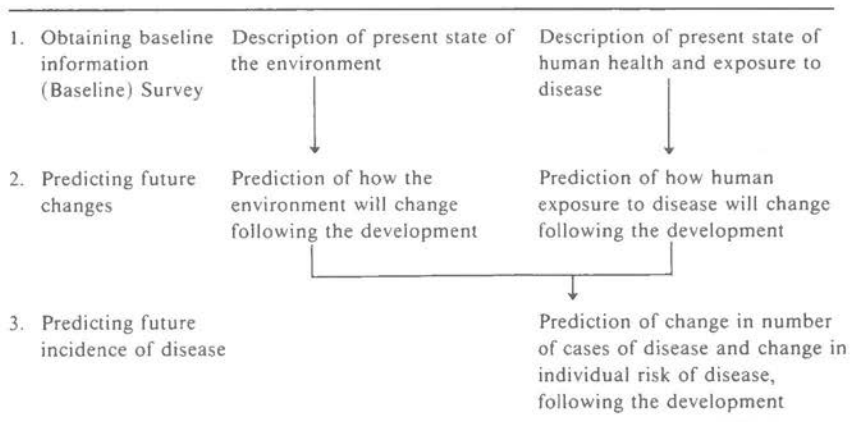 1. Obtaining baseline
information
(Baseline) Survey
Description of present state of
the environment
Description of present state of
human health and exposure to
disease
2. Predicting future
changes
Prediction of how the
environment will change
following the development
Prediction of how human
exposure to disease will change
following the development
3. Predicting future
incidence of disease
Prediction of change in number
of cases of disease and change in
individual risk of disease,
following the development